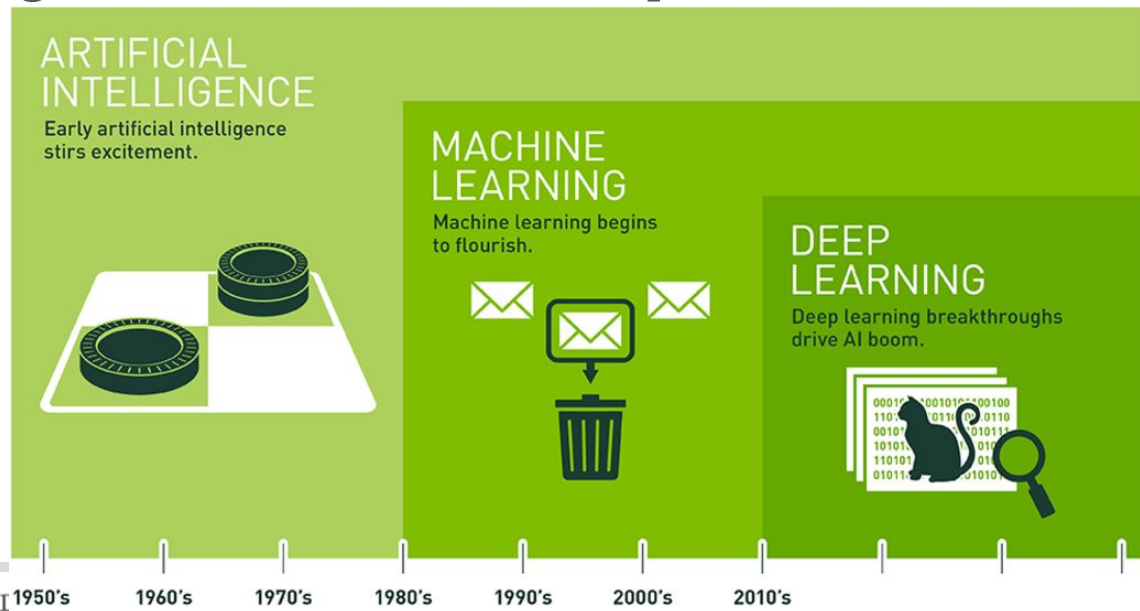 ARTIFICIAL
INTELLIGENCE
Early artificial intelligence
stirs excitement.
MACHINE
LEARNING
Machine learning begins
to flourish.
DEEP
LEARNING
Deep learning breakthroughs
drive AI boom.
1950's 1960's 1970's 1980's 1990's 2000's 2010's